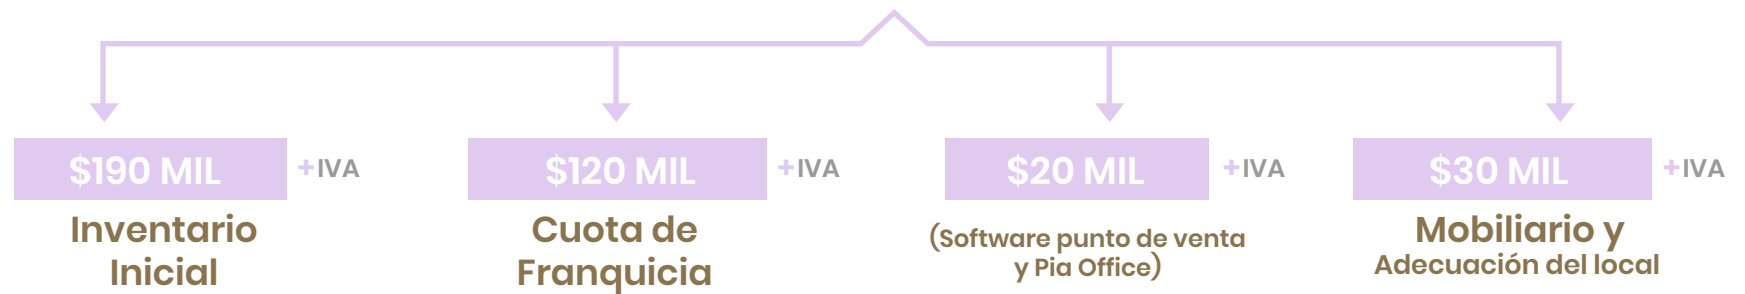 $190 MIL +IVA
Inventario
Inicial
$120 MIL +IVA
Cuota de
Franquicia
$20 MIL +IVA
(Software punto de venta
y Pia Office)
$30 MIL +IVA
Mobiliario y
Adecuación del local